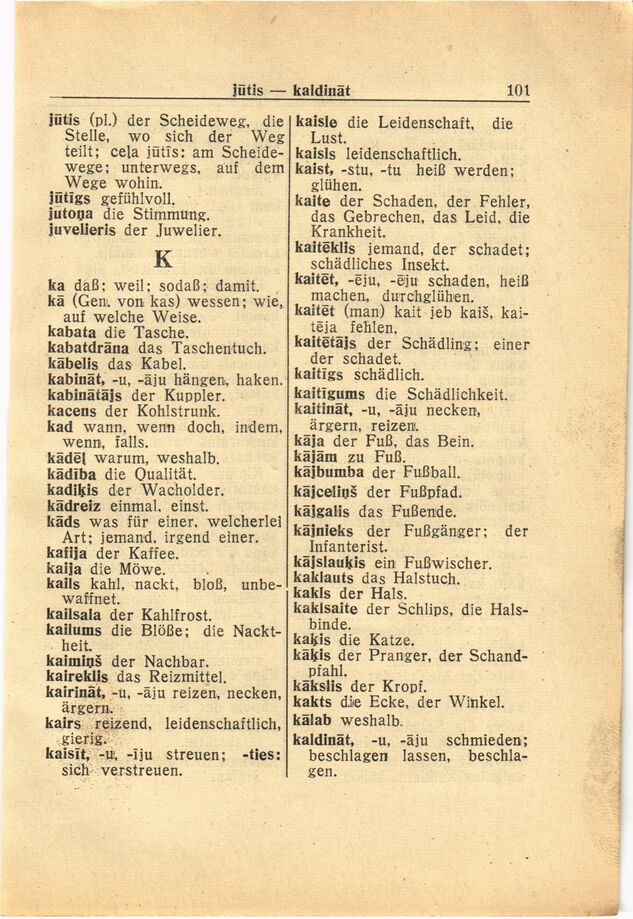 jūtis — kaldināt 101
jūtis (pl.) der Scheideweg, die
Stelle, wo sich der Weg
teilt; ceļa jūtīs: am Scheide-
wege; unterwegs, auf dem
Wege wohin.
jūtīgs gefühlvoll.
jutoņa die Stimmung.
juvelieris der Juwelier.
K
ka daß; weil; sodaß; damit.
kā (Gen. von kas) wessen; wie,
auf welche Weise.
kabata die Tasche.
kabatdrāna das Taschentuch.
kābelis das Kabel.
kabināt, -u, -āju hängen, haken.
kabinātājs der Kuppler.
kacens der Kohlstrunk.
kad wann, wenn doch, indem,
wenn, falls.
kādēļ warum, weshalb.
kādība die Qualität.
kadiķis der Wacholder.
kādreiz einmal, einst.
kāds was für einer, welcherlei
Art; jemand, irgend einer.
kafija der Kaffee.
kaija die Möwe.
kails kahl, nackt, bloß, unbe-
waffnet.
kailsala der Kahlfrost.
kailums die Blöße; die Nackt-
heit.
kaimiņš der Nachbar.
kaireklis das Reizmittel.
kairināt, -u, -āju reizen, necken,
ärgern.
kairs reizend, leidenschaftlich,
gierig.
kaisīt, -u, -īju streuen; -ties:
sich verstreuen.
kaisle die Leidenschaft, die
Lust.
kaisls leidenschaftlich.
kaist, -stu, -tu heiß werden;
glühen.
kaite der Schaden, der Fehler,
das Gebrechen, das Leid, die
Krankheit.
kaitēklis jemand, der schadet;
schädliches Insekt.
kaitēt, -ēju, -ēju schaden, heiß
machen, durchglühen.
kaitēt (man) kait jeb kaiš, kai-
tēja fehlen.
kaitētājs der Schädling; einer
der schadet.
kaitīgs schädlich.
kaitīgums die Schädlichkeit.
kaitināt, -u, -āju necken,
ärgern, reizen.
kāja der Fuß, das Bein.
kājām zu Fuß.
kājbumba der Fußball.
kājceliņš der Fußpfad.
kājgalis das Fußende.
kājnieks der Fußgänger; der
Infanterist.
kājslauķis ein Fußwischer.
kaklauts das Halstuch.
kakls der Hals.
kaklsaite der Schlips, die Hals-
binde.
kaķis die Katze.
kāķis der Pranger, der Schand-
pfahl.
kākslis der Kropf.
kakts die Ecke, der Winkel.
kālab weshalb.
kaldināt, -u, -āju schmieden;
beschlagen lassen, beschla-
gen.